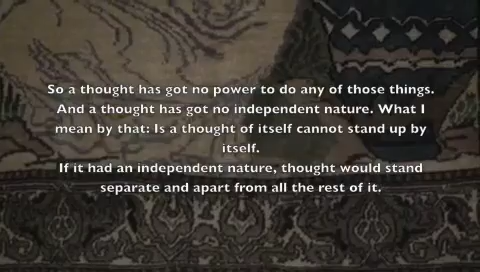 So a thought has got no power to do any of those things.
And a thought has got no independent nature. What I
mean by that: Is a thought of itself cannot stand up by
itself.
If it had an independent nature, thought would stand
separate and apart from all the rest of it.